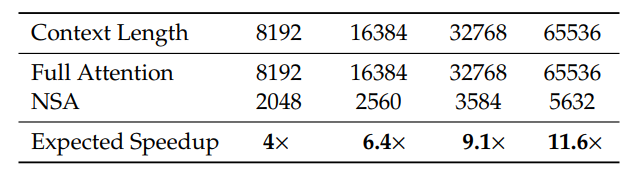 Context Length 8192 16384 32768 65536
Full Attention 8192 16384 32768 65536
NSA 2048 2560 3584 5632
Expected Speedup 4× 6.4× 9.1× 11.6×